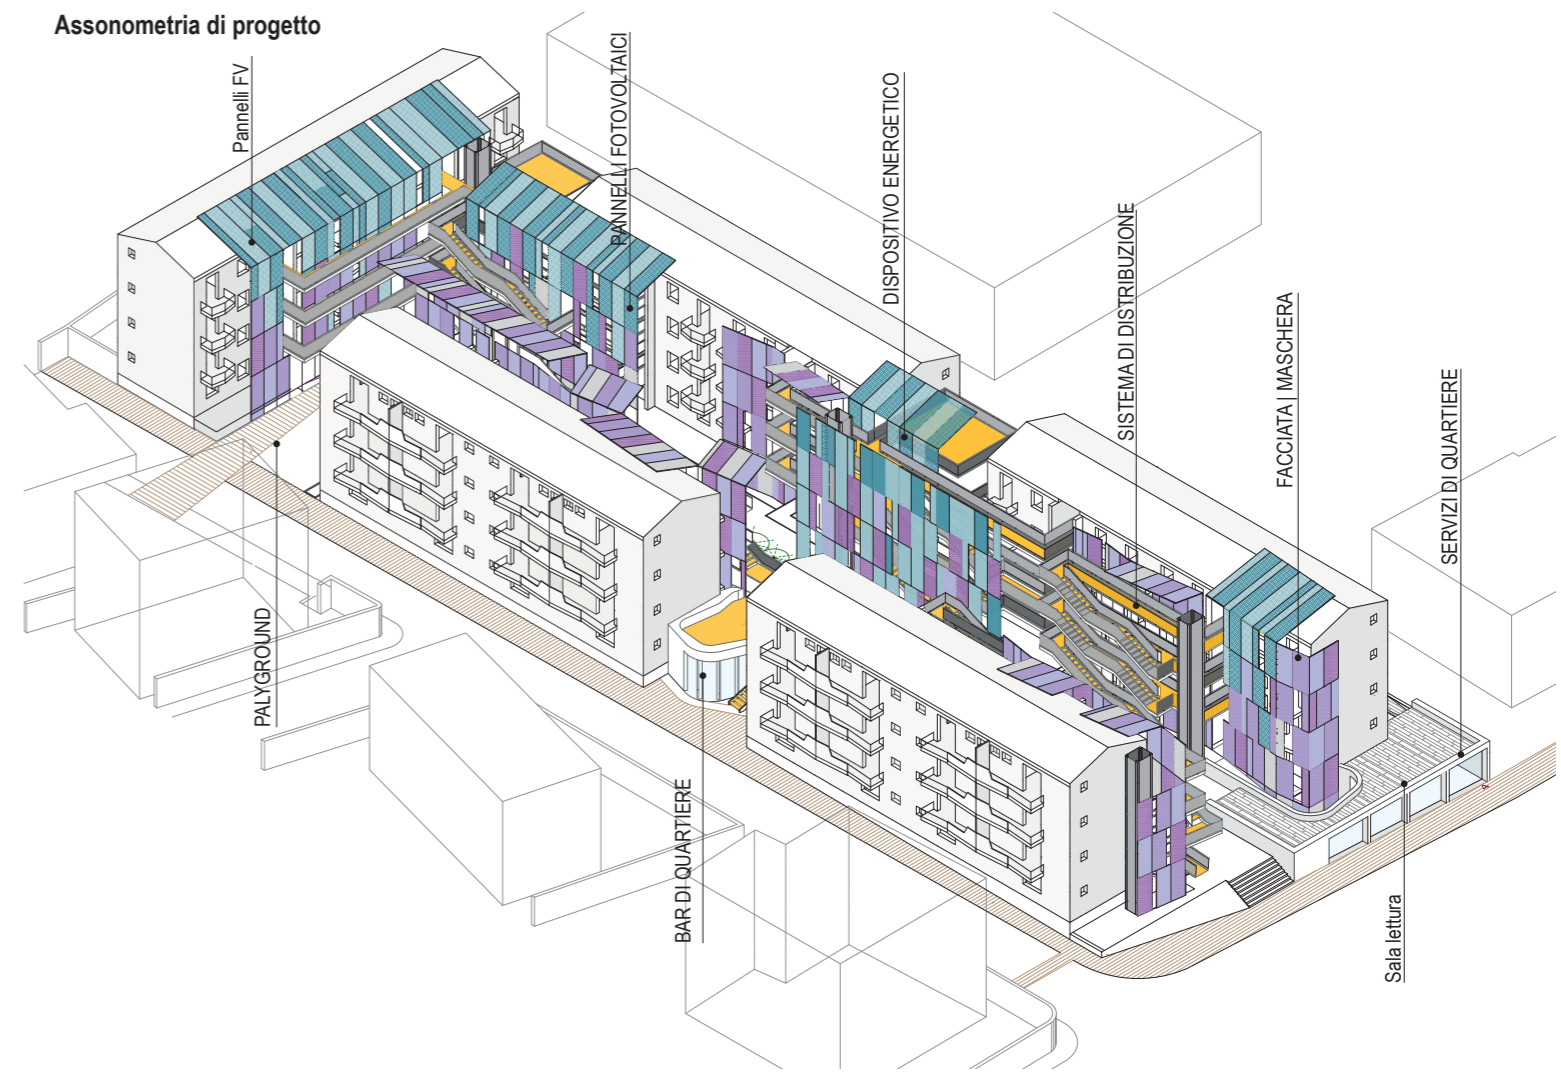 Assonometria di progetto
Pannelli FV
PANNELLI FOTOVOLTAICI
DISPOSITIVO ENERGETICO
SISTEMA DI DISTRIBUZIONE
FACCIATA | MASCHERA
SERVIZI DI QUARTIERE
PALYGROUND
BAR DI QUARTIERE
Sala lettura